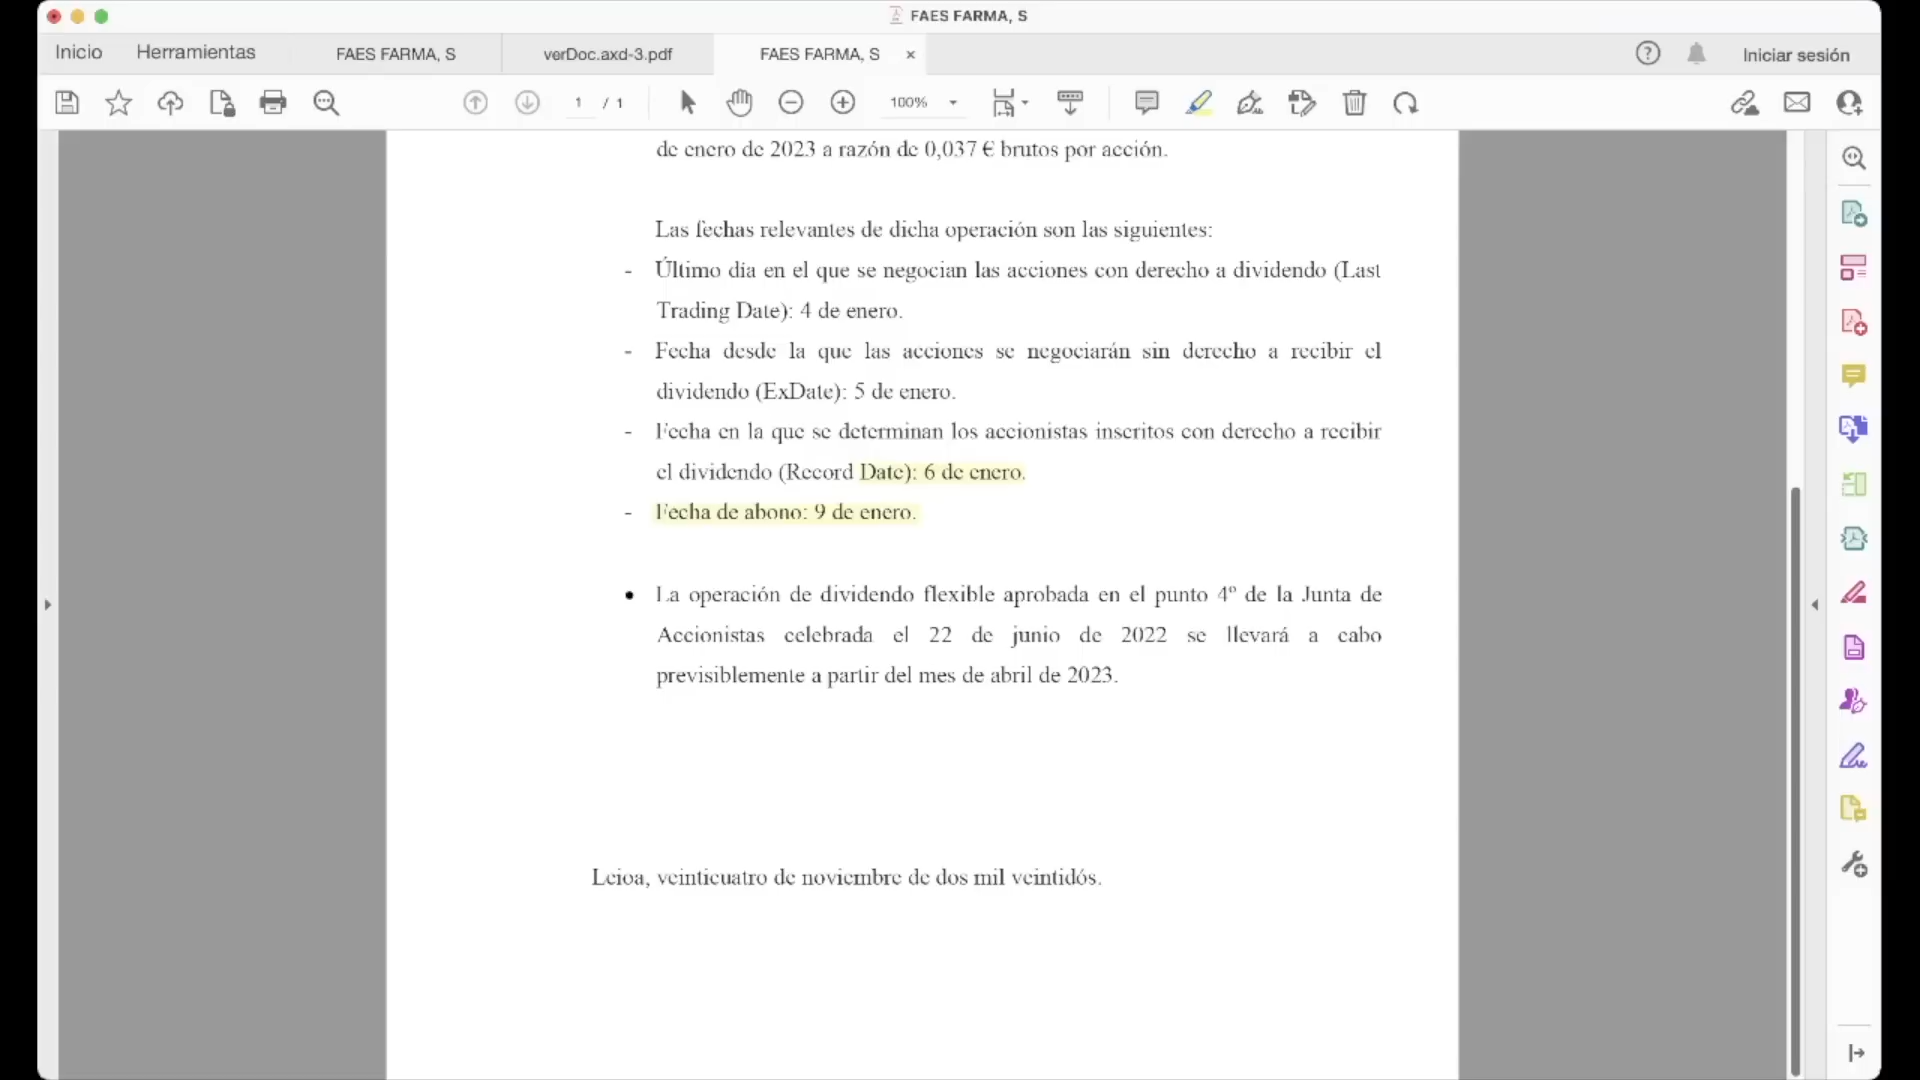 FAES FARMA, S
Inicio Herramientas FAES FARMA, S verDoc.axd-3.pdf FAES FARMA, S Iniciar sesión
1 / 1 100%
de enero de 2023 a razón de 0,037 € brutos por acción.
Las fechas relevantes de dicha operación son las siguientes:
- Último día en el que se negocian las acciones con derecho a dividendo (Last
Trading Date): 4 de enero.
- Fecha desde la que las acciones se negociarán sin derecho a recibir el
dividendo (ExDate): 5 de enero.
- Fecha en la que se determinan los accionistas inscritos con derecho a recibir
el dividendo (Record Date): 6 de enero.
- Fecha de abono: 9 de enero.
• La operación de dividendo flexible aprobada en el punto 4º de la Junta de
Accionistas celebrada el 22 de junio de 2022 se llevará a cabo
previsiblemente a partir del mes de abril de 2023.
Leioa, veinticuatro de noviembre de dos mil veintidós.